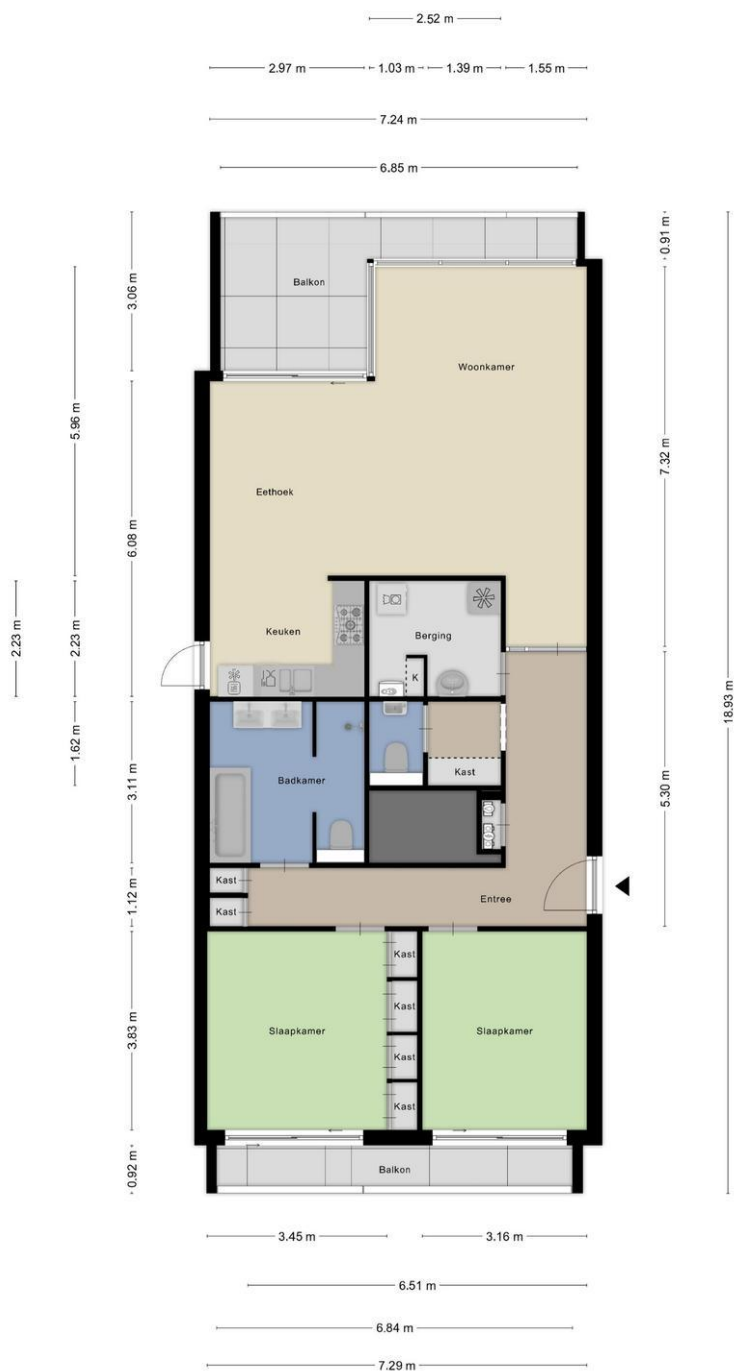 2.52 m
2.97 m
1.03 m
1.39 m
1.55 m
7.24 m
6.85 m
3.06 m
0.91 m
Balkon
Woonkamer
5.96 m
7.32 m
Eethoek
6.08 m
2.23 m
2.23 m
Keuken
Berging
K
18.93 m
1.62 m
3.11 m
Badkamer
Kast
5.30 m
Kast
1.12 m
Kast
Entree
Kast
Kast
3.83 m
Slaapkamer
Slaapkamer
Kast
Kast
0.92 m
Balkon
3.45 m
3.16 m
6.51 m
6.84 m
7.29 m